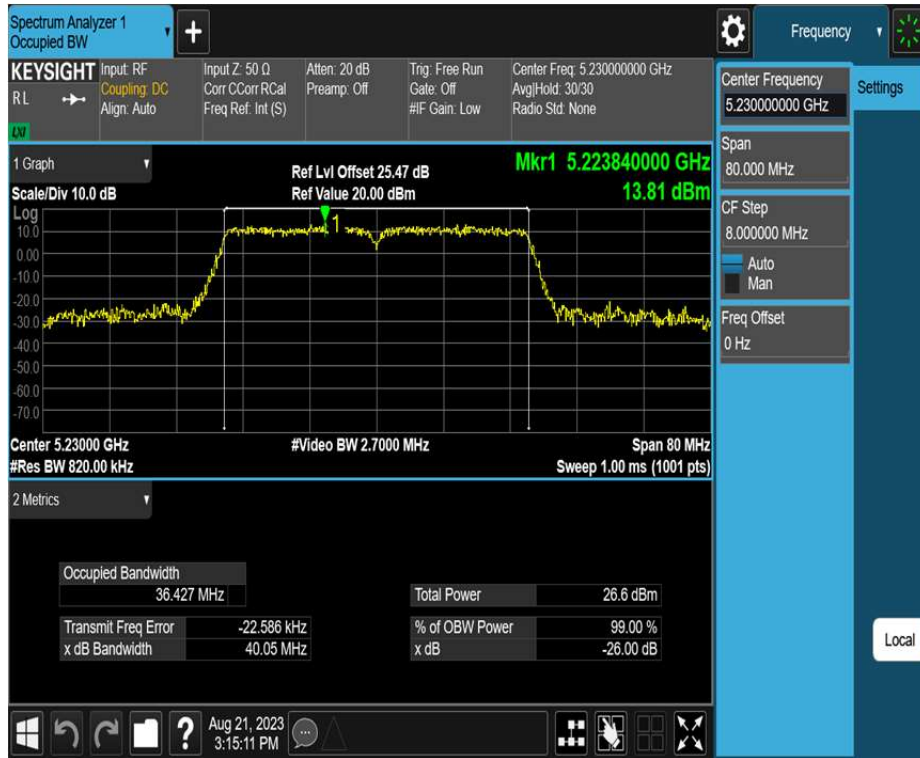 Spectrum Analyzer 1
Occupied BW
+
Frequency
KEYSIGHT
RL
LXI
Input: RF
Coupling: DC
Align: Auto
Input Z: 50 Ω
Corr CCorr RCal
Freq Ref: Int (S)
Atten: 20 dB
Preamp: Off
Trig: Free Run
Gate: Off
#IF Gain: Low
Center Freq: 5.230000000 GHz
Avg|Hold: 30/30
Radio Std: None
Center Frequency
5.230000000 GHz
Settings
Span
80.000 MHz
CF Step
8.000000 MHz
Auto
Man
Freq Offset
0 Hz
1 Graph
Scale/Div 10.0 dB
Ref Lvl Offset 25.47 dB
Ref Value 20.00 dBm
Mkr1 5.223840000 GHz
13.81 dBm
Log
10.0
0.00
-10.0
-20.0
-30.0
-40.0
-50.0
-60.0
-70.0
1
Center 5.23000 GHz
#Video BW 2.7000 MHz
Span 80 MHz
#Res BW 820.00 kHz
Sweep 1.00 ms (1001 pts)
2 Metrics
Occupied Bandwidth
36.427 MHz
Total Power 26.6 dBm
Transmit Freq Error -22.586 kHz
% of OBW Power 99.00 %
x dB Bandwidth 40.05 MHz
x dB -26.00 dB
Local
?
Aug 21, 2023
3:15:11 PM